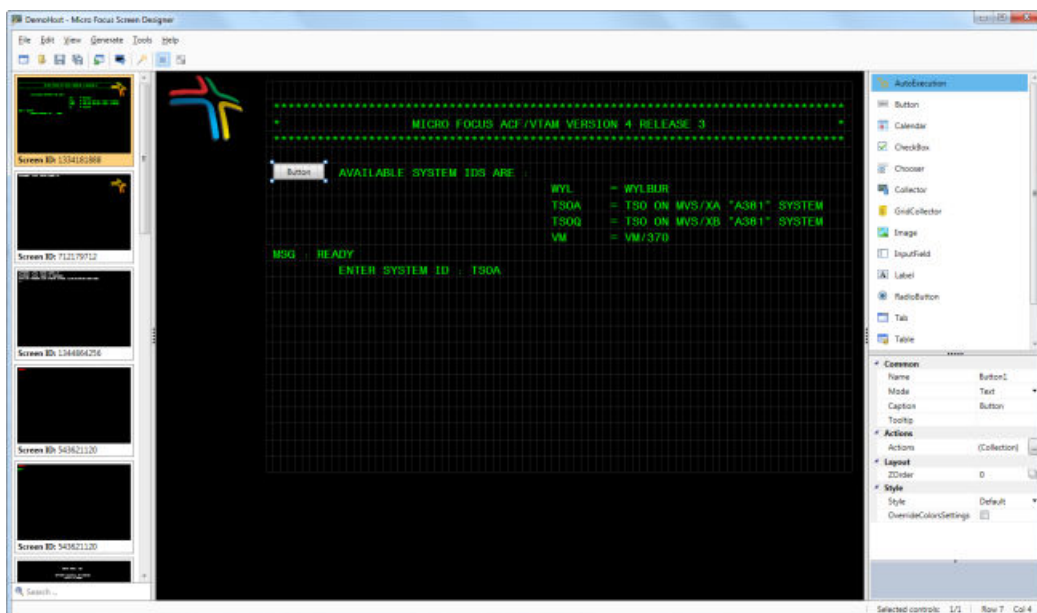 DemoHost - Micro Focus Screen Designer
File Edit View Generate Tools Help
Screen ID: 1334181888
Screen ID: 712179712
Screen ID: 1344864256
Screen ID: 543621120
Screen ID: 543621120
Search...
****************************************************************************************
* MICRO FOCUS ACF/VTAM VERSION 4 RELEASE 3 *
****************************************************************************************
Button AVAILABLE SYSTEM IDS ARE :
WYL = WYLBUR
TSOA = TSO ON MVS/XA "A381" SYSTEM
TSOQ = TSO ON MVS/XB "A381" SYSTEM
VM = VM/370
MSG : READY
ENTER SYSTEM ID : TSOA
AutoExecution
Button
Calendar
CheckBox
Chooser
Collector
GridCollector
Image
InputField
Label
RadioButton
Tab
Table
Common
Name Button1
Mode Text
Caption Button
Tooltip
Actions
Actions (Collection) ...
Layout
ZOrder 0
Style
Style Default
OverrideColorsSettings
Selected controls: 1/1 Row 7 Col 4